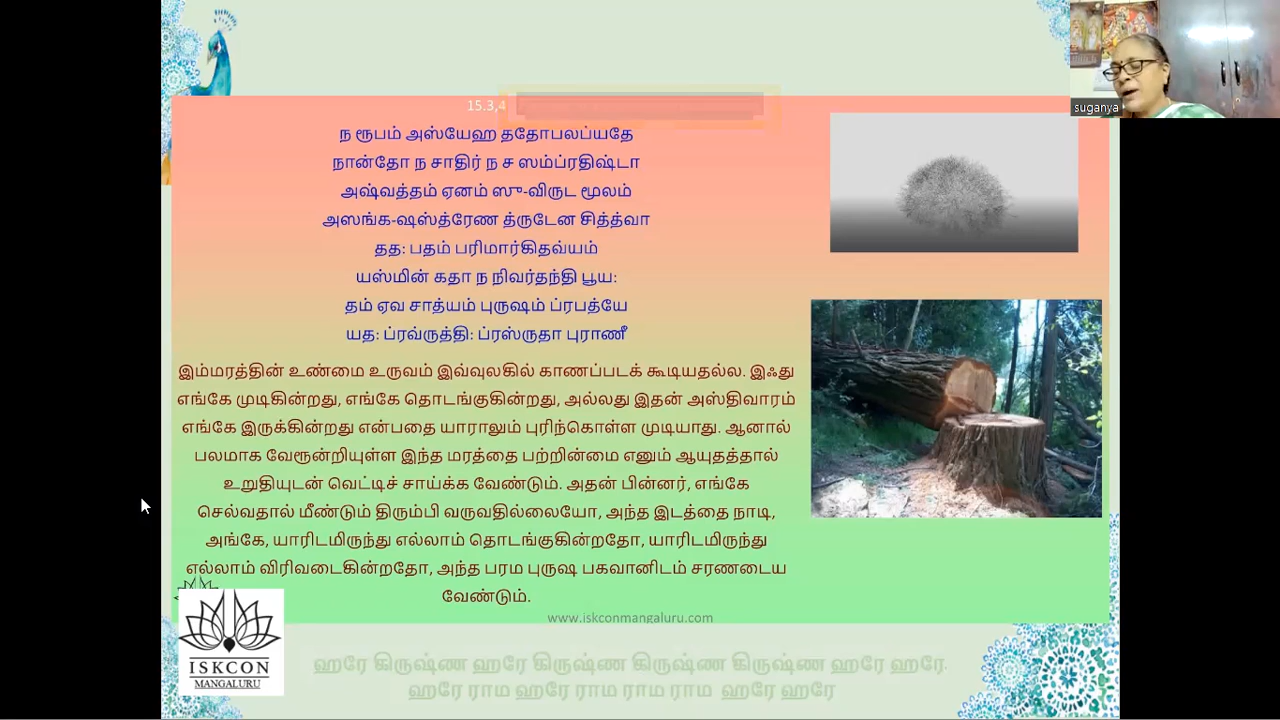 suganya
15.3,4
ந ரூபம் அஸ்யேஹ ததோபலப்யதே
நாந்தோ ந சாதிர் ந ச ஸம்ப்ரதிஷ்டா
அஷ்வத்தம் ஏனம் ஸு-விருட மூலம்
அஸங்க-ஷஸ்த்ரேண த்ருடேன சித்த்வா
தத: பதம் பரிமார்கிதவ்யம்
யஸ்மின் கதா ந நிவர்தந்தி பூய:
தம் ஏவ சாத்யம் புருஷம் ப்ரபத்யே
யத: ப்ரவ்ருத்தி: ப்ரஸ்ருதா புராணீ
இம்மரத்தின் உண்மை உருவம் இவ்வுலகில் காணப்படக் கூடியதல்ல. இஃது
எங்கே முடிகின்றது, எங்கே தொடங்குகின்றது, அல்லது இதன் அஸ்திவாரம்
எங்கே இருக்கின்றது என்பதை யாராலும் புரிந்கொள்ள முடியாது. ஆனால்
பலமாக வேரூன்றியுள்ள இந்த மரத்தை பற்றின்மை எனும் ஆயுதத்தால்
உறுதியுடன் வெட்டிச் சாய்க்க வேண்டும். அதன் பின்னர், எங்கே
செல்வதால் மீண்டும் திரும்பி வருவதில்லையோ, அந்த இடத்தை நாடி,
அங்கே, யாரிடமிருந்து எல்லாம் தொடங்குகின்றதோ, யாரிடமிருந்து
எல்லாம் விரிவடைகின்றதோ, அந்த பரம புருஷ பகவானிடம் சரணடைய
வேண்டும்.
www.iskconmangaluru.com
ISKCON
MANGALURU
ஹரே கிருஷ்ண ஹரே கிருஷ்ண கிருஷ்ண கிருஷ்ண ஹரே ஹரே.
ஹரே ராம ஹரே ராம ராம ராம ஹரே ஹரே